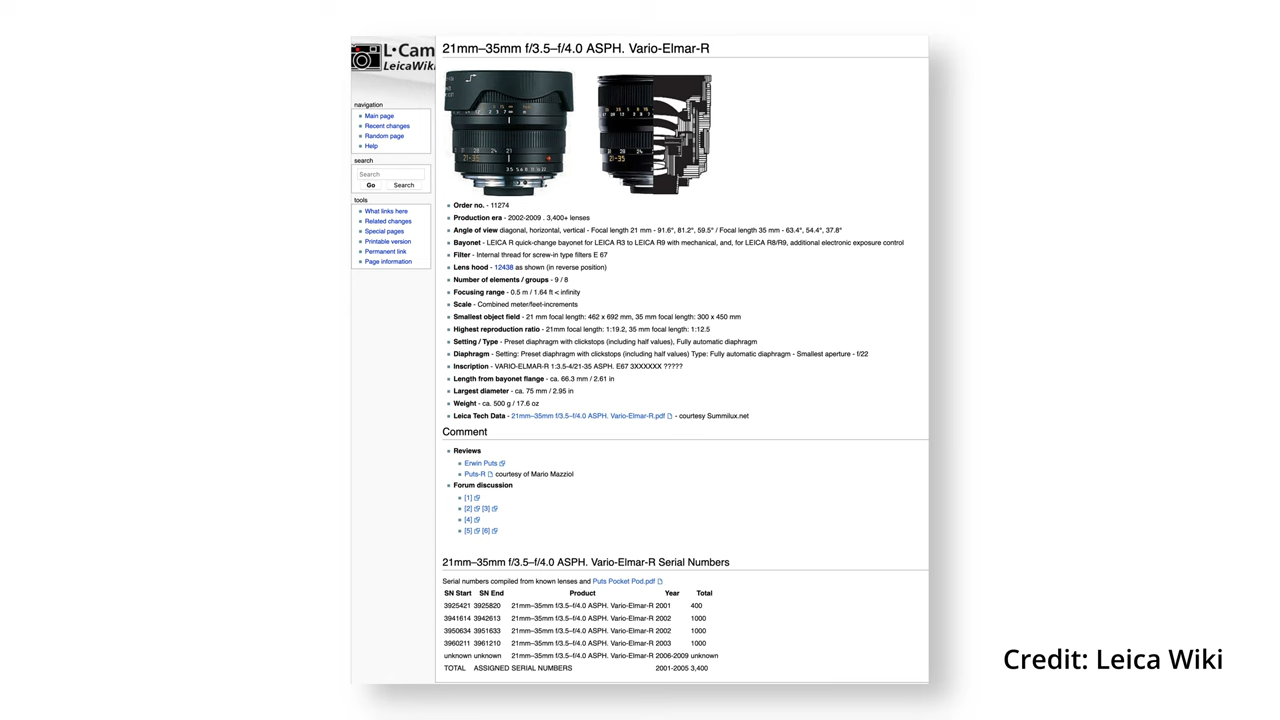 L·Cam
LeicaWiki
navigation
Main page
Recent changes
Random page
Help
search
Search
Go Search
tools
What links here
Related changes
Special pages
Printable version
Permanent link
Page information
21mm–35mm f/3.5–f/4.0 ASPH. Vario-Elmar-R
Order no. - 11274
Production era - 2002-2009 . 3,400+ lenses
Angle of view diagonal, horizontal, vertical - Focal length 21 mm - 91.6°, 81.2°, 59.5° / Focal length 35 mm - 63.4°, 54.4°, 37.8°
Bayonet - LEICA R quick-change bayonet for LEICA R3 to LEICA R9 with mechanical, and, for LEICA R8/R9, additional electronic exposure control
Filter - Internal thread for screw-in type filters E 67
Lens hood - 12438 as shown (in reverse position)
Number of elements / groups - 9 / 8
Focusing range - 0.5 m / 1.64 ft < infinity
Scale - Combined meter/feet-increments
Smallest object field - 21 mm focal length: 462 x 692 mm, 35 mm focal length: 300 x 450 mm
Highest reproduction ratio - 21mm focal length: 1:19.2, 35 mm focal length: 1:12.5
Setting / Type - Preset diaphragm with clickstops (including half values), Fully automatic diaphragm
Diaphragm - Setting: Preset diaphragm with clickstops (including half values) Type: Fully automatic diaphragm - Smallest aperture - f/22
Inscription - VARIO-ELMAR-R 1:3.5-4/21-35 ASPH. E67 3XXXXXX ?????
Length from bayonet flange - ca. 66.3 mm / 2.61 in
Largest diameter - ca. 75 mm / 2.95 in
Weight - ca. 500 g / 17.6 oz
Leica Tech Data - 21mm–35mm f/3.5–f/4.0 ASPH. Vario-Elmar-R.pdf - courtesy Summilux.net
Comment
Reviews
Erwin Puts
Puts-R courtesy of Mario Mazziol
Forum discussion
[1]
[2] [3]
[4]
[5] [6]
21mm–35mm f/3.5–f/4.0 ASPH. Vario-Elmar-R Serial Numbers
Serial numbers compiled from known lenses and Puts Pocket Pod.pdf
SN Start SN End Product Year Total
3925421 3925820 21mm–35mm f/3.5–f/4.0 ASPH. Vario-Elmar-R 2001 400
3941614 3942613 21mm–35mm f/3.5–f/4.0 ASPH. Vario-Elmar-R 2002 1000
3950634 3951633 21mm–35mm f/3.5–f/4.0 ASPH. Vario-Elmar-R 2002 1000
3960211 3961210 21mm–35mm f/3.5–f/4.0 ASPH. Vario-Elmar-R 2003 1000
unknown unknown 21mm–35mm f/3.5–f/4.0 ASPH. Vario-Elmar-R 2006-2009 unknown
TOTAL ASSIGNED SERIAL NUMBERS 2001-2005 3,400
Credit: Leica Wiki